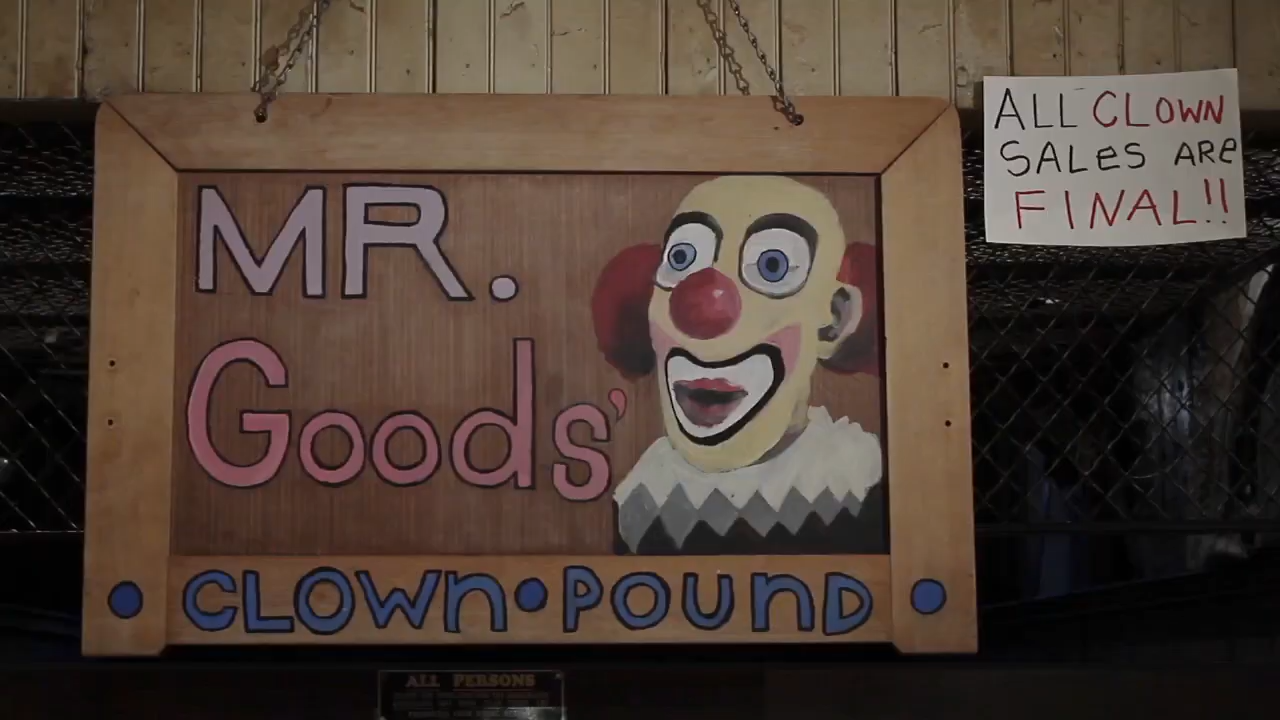 MR.
Goods'
CLOWn•POUnD
ALL CLOWN
SALeS ARe
FINAL!!
ALL PERSONS